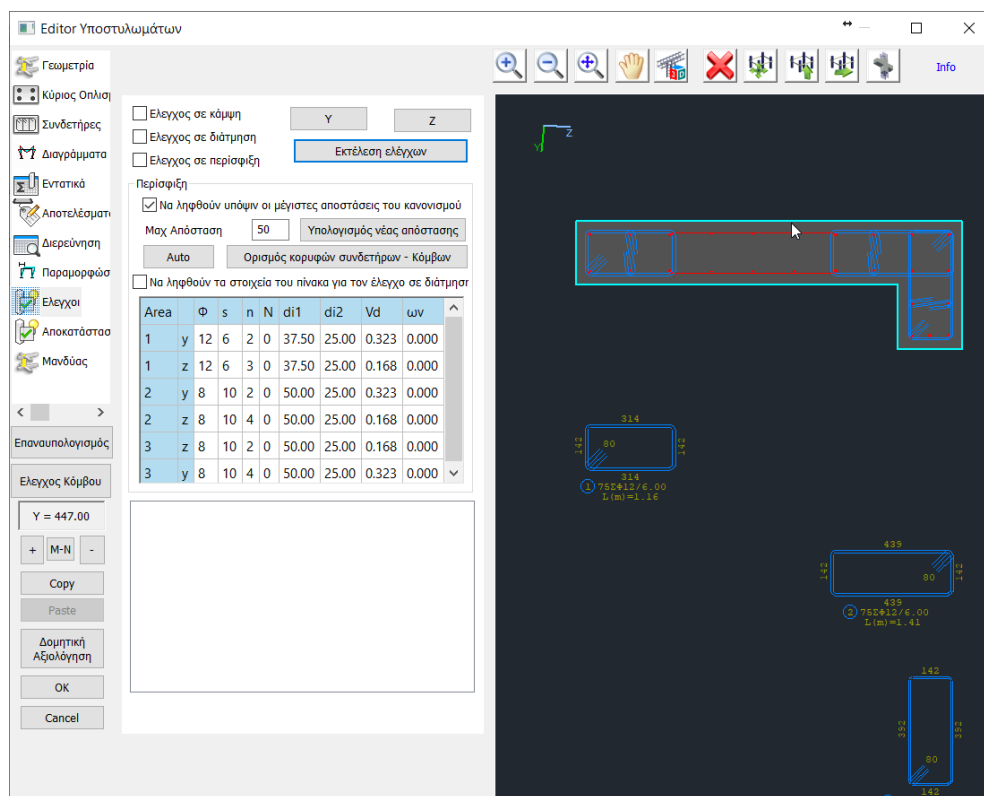 Editor Υποστυλωμάτων
Γεωμετρία
Κύριος Οπλισ
Συνδετήρες
Διαγράμματα
Εντατικά
Αποτελέσματ
Διερεύνηση
Παραμορφώσ
Ελεγχοι
Αποκατάστασ
Μανδύας
< >
Επαναυπολογισμός
Ελεγχος Κόμβου
Y = 447.00
+ M-N -
Copy
Paste
Δομητική
Αξιολόγηση
OK
Cancel
Ελεγχος σε κάμψη Y Z
Ελεγχος σε διάτμηση
Εκτέλεση ελέγχων
Ελεγχος σε περίσφιξη
Περίσφιξη
Να ληφθούν υπόψιν οι μέγιστες αποστάσεις του κανονισμού
Μαχ Απόσταση 50 Υπολογισμός νέας απόστασης
Auto Ορισμός κορυφών συνδετήρων - Κόμβων
Να ληφθούν τα στοιχεία του πίνακα για τον έλεγχο σε διάτμησr
Area Φ s n N di1 di2 Vd ωv
1 y 12 6 2 0 37.50 25.00 0.323 0.000
1 z 12 6 3 0 37.50 25.00 0.168 0.000
2 y 8 10 2 0 50.00 25.00 0.323 0.000
2 z 8 10 4 0 50.00 25.00 0.168 0.000
3 z 8 10 2 0 50.00 25.00 0.168 0.000
3 y 8 10 4 0 50.00 25.00 0.323 0.000
3D
Info
Y Z
314
142 80 142
314
1 75ΣΦ12/6.00
L(m)=1.16
439
142 80 142
439
2 75ΣΦ12/6.00
L(m)=1.41
142
392 392
80
142